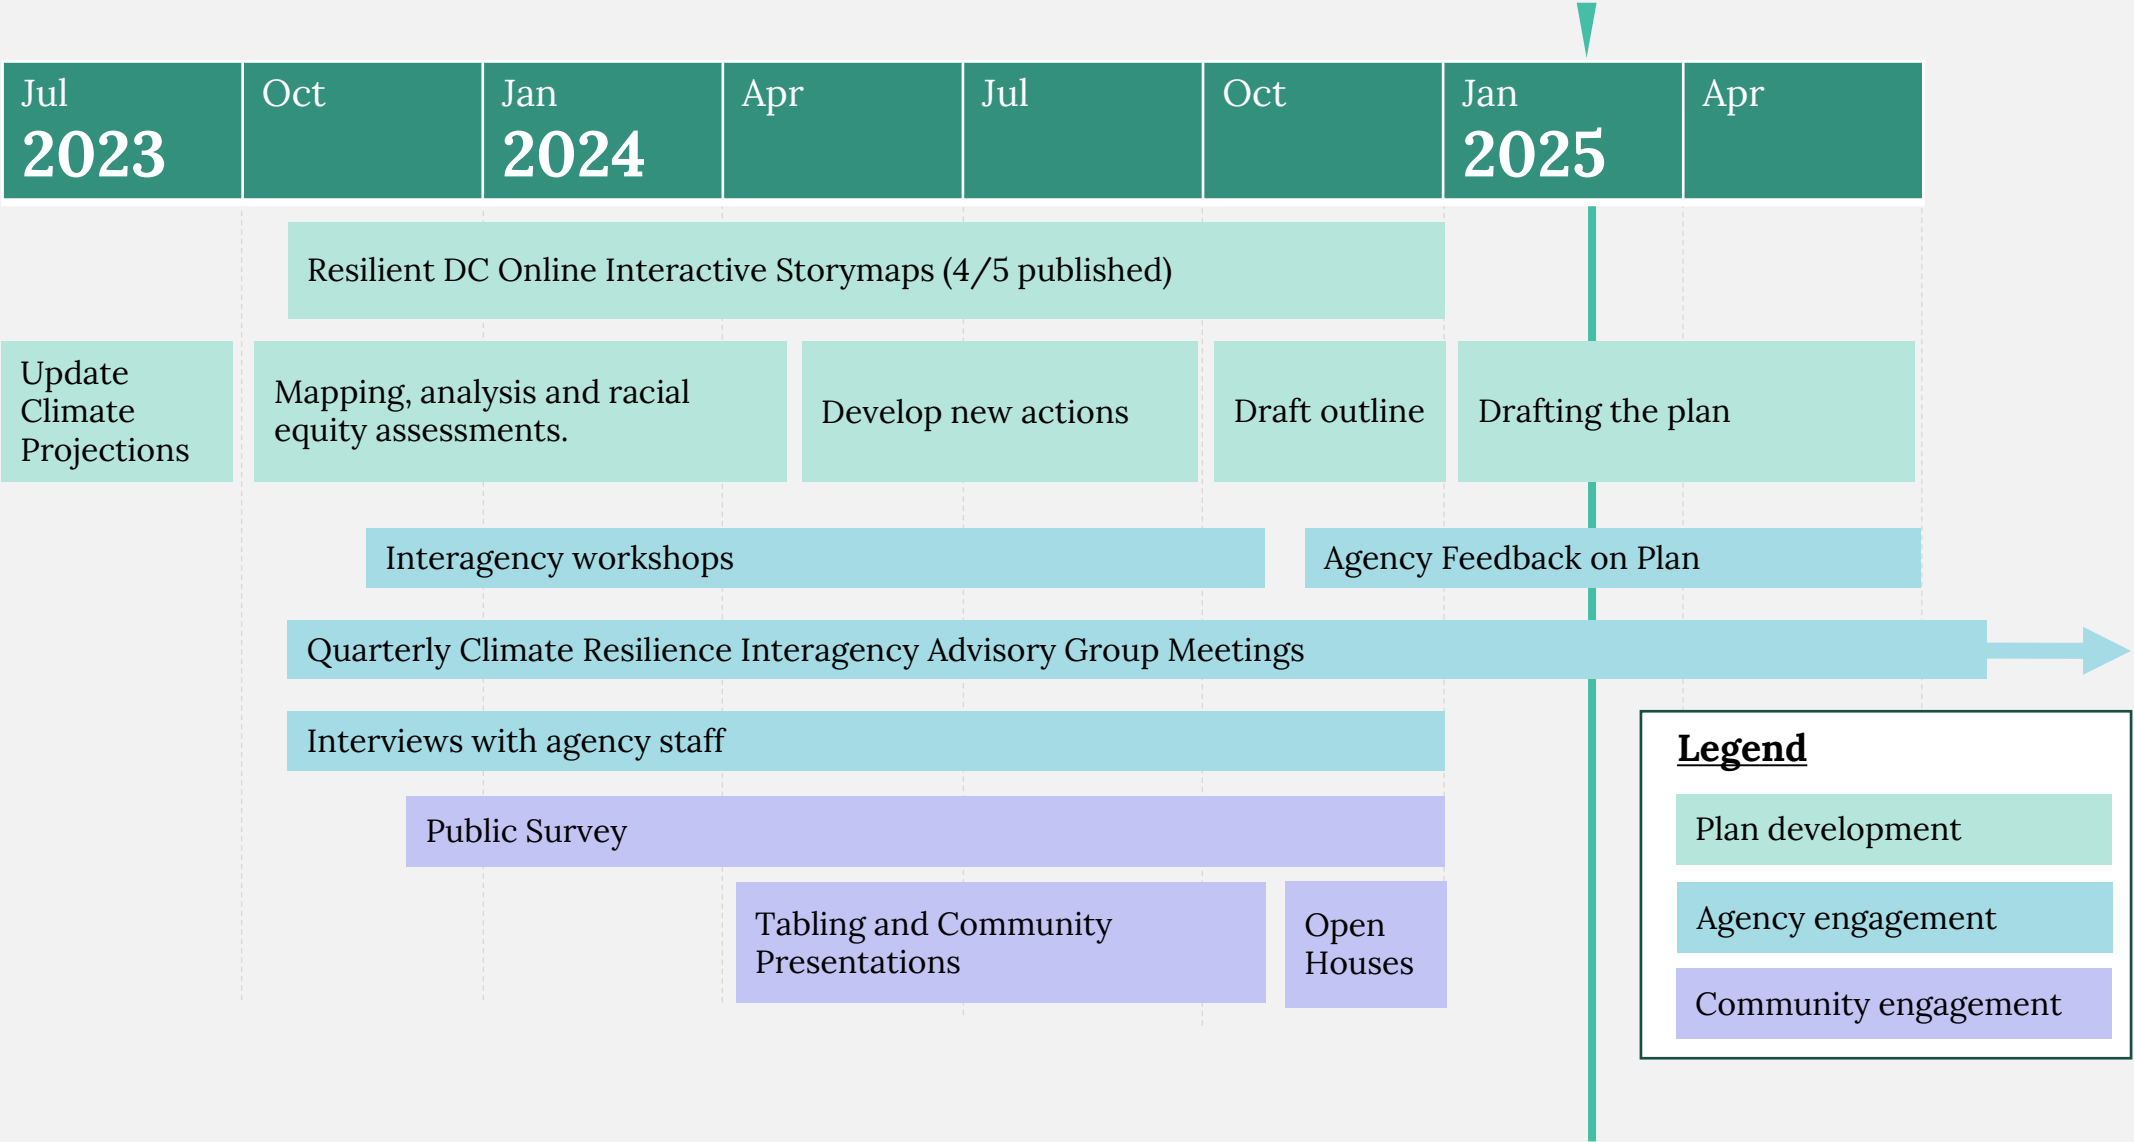 Jul
2023
Oct
Jan
2024
Apr
Jul
Oct
Jan
2025
Apr
Resilient DC Online Interactive Storymaps (4/5 published)
Update
Climate
Projections
Mapping, analysis and racial
equity assessments.
Develop new actions
Draft outline
Drafting the plan
Interagency workshops
Agency Feedback on Plan
Quarterly Climate Resilience Interagency Advisory Group Meetings
Interviews with agency staff
Public Survey
Tabling and Community
Presentations
Open
Houses
Legend
Plan development
Agency engagement
Community engagement